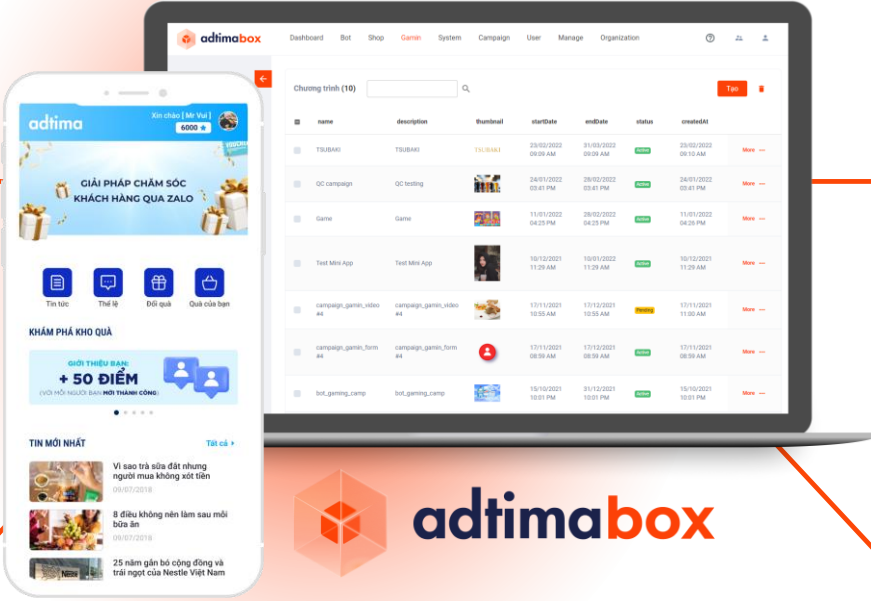 adtimabox
Dashboard Bot Shop Gamin System Campaign User Manage Organization
Chương trình (10)
Tạo
name description thumbnail startDate endDate status createdAt
TSUBAKI TSUBAKI TSUBAKI 23/02/2022 09:09 AM 31/03/2022 09:09 AM Active 23/02/2022 09:10 AM More
QC campaign QC testing 24/01/2022 03:41 PM 28/02/2022 03:41 PM Active 24/01/2022 03:41 PM More
Game Game 11/01/2022 04:25 PM 28/02/2022 04:25 PM Active 11/01/2022 04:26 PM More
Test Mini App Test Mini App 10/12/2021 11:29 AM 10/01/2022 11:29 AM Active 10/12/2021 11:29 AM More
campaign_gamin_video #4 campaign_gamin_video #4 17/11/2021 10:55 AM 17/12/2021 10:55 AM Pending 17/11/2021 11:00 AM More
campaign_gamin_form #4 campaign_gamin_form #4 17/11/2021 08:59 AM 17/12/2021 08:59 AM Active 17/11/2021 08:59 AM More
bot_gaming_camp bot_gaming_camp 15/10/2021 10:01 PM 31/12/2021 10:01 PM Active 15/10/2021 10:01 PM More
adtima
Xin chào [ Mr Vui ]
6000
VOUCHER
GIẢI PHÁP CHĂM SÓC
KHÁCH HÀNG QUA ZALO
Tin tức Thể lệ Đổi quà Quà của bạn
KHÁM PHÁ KHO QUÀ
GIỚI THIỆU BẠN:
+ 50 ĐIỂM
(VỚI MỖI NGƯỜI BẠN MỚI THÀNH CÔNG)
TIN MỚI NHẤT Tất cả
Vì sao trà sữa đắt nhưng
người mua không xót tiền
09/07/2018
8 điều không nên làm sau mỗi
bữa ăn
09/07/2018
25 năm gắn bó cộng đồng và
trái ngọt của Nestle Việt Nam
Nestle
adtimabox